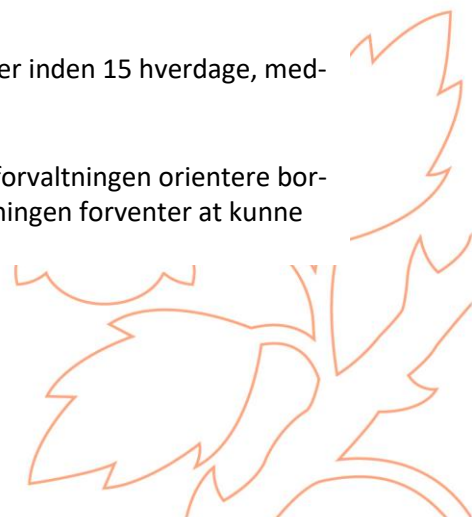 er inden 15 hverdage, med-
forvaltningen orientere bor-
ningen forventer at kunne